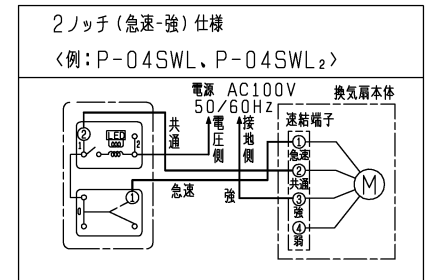 2ノッチ(急速-強)仕様
〈例:P-04SWL、P-04SWL₂〉
電源 AC100V
50/60Hz
換気扇本体
速結端子
共通
電圧側
接地側
LED
②
1
2
①
0
急速
強
①
急速
②
共通
③
強
④
弱
M